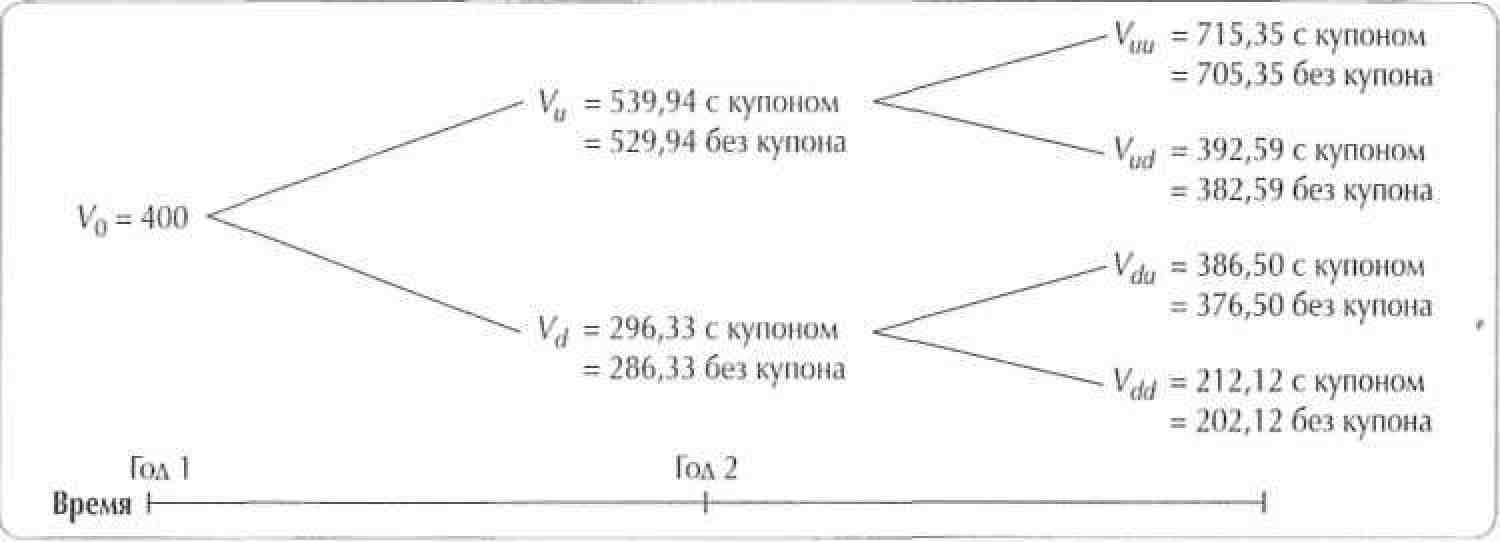 V₀ = 400
Vᵤ = 539,94 с купоном
= 529,94 без купона
V_d = 296,33 с купоном
= 286,33 без купона
V_uu = 715,35 с купоном
= 705,35 без купона
V_ud = 392,59 с купоном
= 382,59 без купона
V_du = 386,50 с купоном
= 376,50 без купона
V_dd = 212,12 с купоном
= 202,12 без купона
Год 1 Год 2
Время